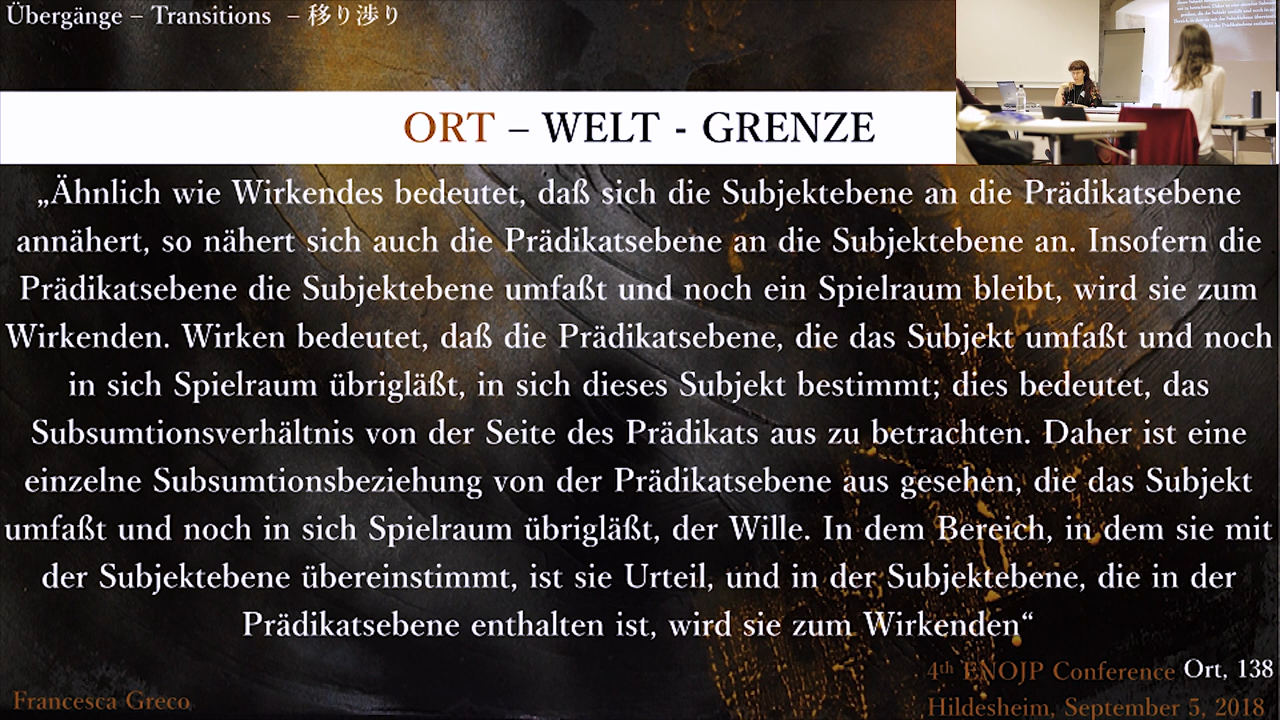 Übergänge – Transitions – 移り渉り
ORT – WELT - GRENZE
„Ähnlich wie Wirkendes bedeutet, daß sich die Subjektebene an die Prädikatsebene
annähert, so nähert sich auch die Prädikatsebene an die Subjektebene an. Insofern die
Prädikatsebene die Subjektebene umfaßt und noch ein Spielraum bleibt, wird sie zum
Wirkenden. Wirken bedeutet, daß die Prädikatsebene, die das Subjekt umfaßt und noch
in sich Spielraum übrigläßt, in sich dieses Subjekt bestimmt; dies bedeutet, das
Subsumtionsverhältnis von der Seite des Prädikats aus zu betrachten. Daher ist eine
einzelne Subsumtionsbeziehung von der Prädikatsebene aus gesehen, die das Subjekt
umfaßt und noch in sich Spielraum übrigläßt, der Wille. In dem Bereich, in dem sie mit
der Subjektebene übereinstimmt, ist sie Urteil, und in der Subjektebene, die in der
Prädikatsebene enthalten ist, wird sie zum Wirkenden“
4th ENOJP Conference Ort, 138
Francesca Greco
Hildesheim, September 5, 2018